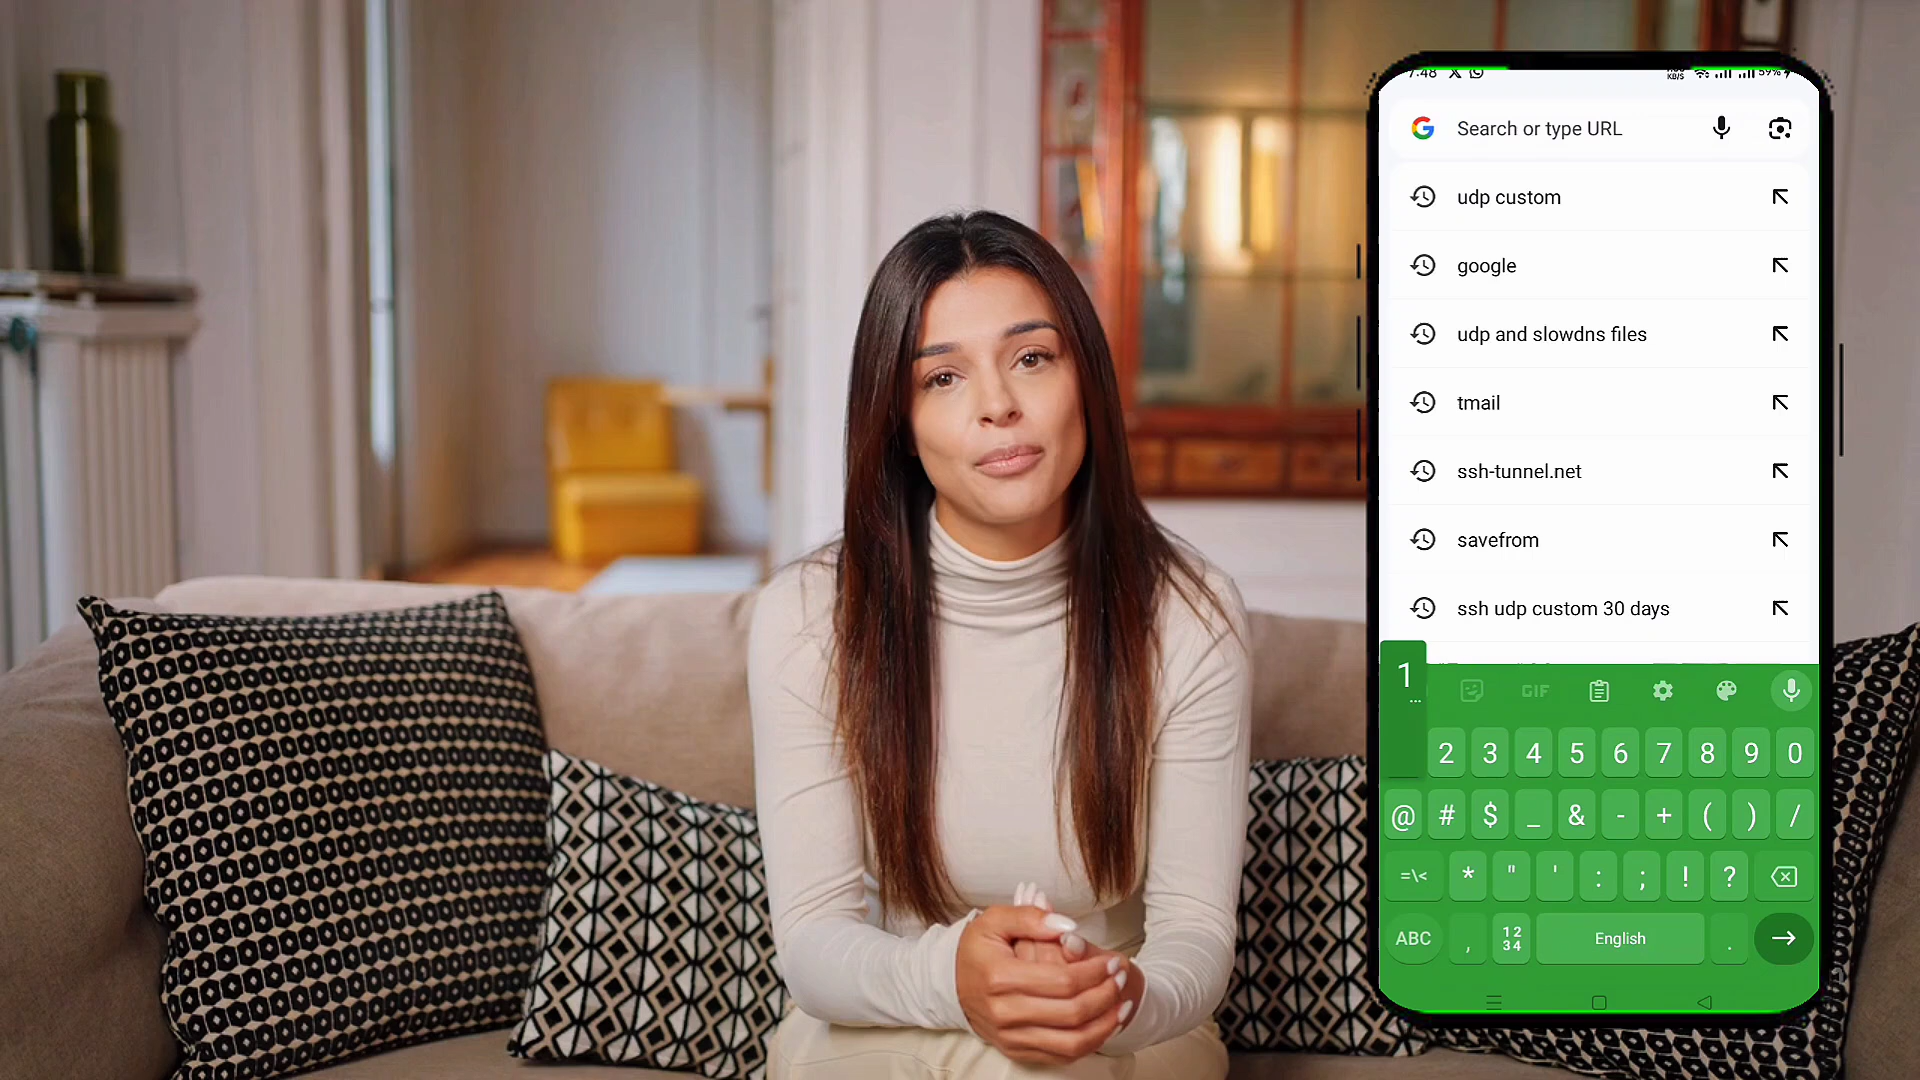 7:48
KB/S 59%
Search or type URL
udp custom
google
udp and slowdns files
tmail
ssh-tunnel.net
savefrom
ssh udp custom 30 days
1
...
GIF
2 3 4 5 6 7 8 9 0
@ # $ _ & - + ( ) /
=\< * " ' : ; ! ?
ABC , 12 34 English .